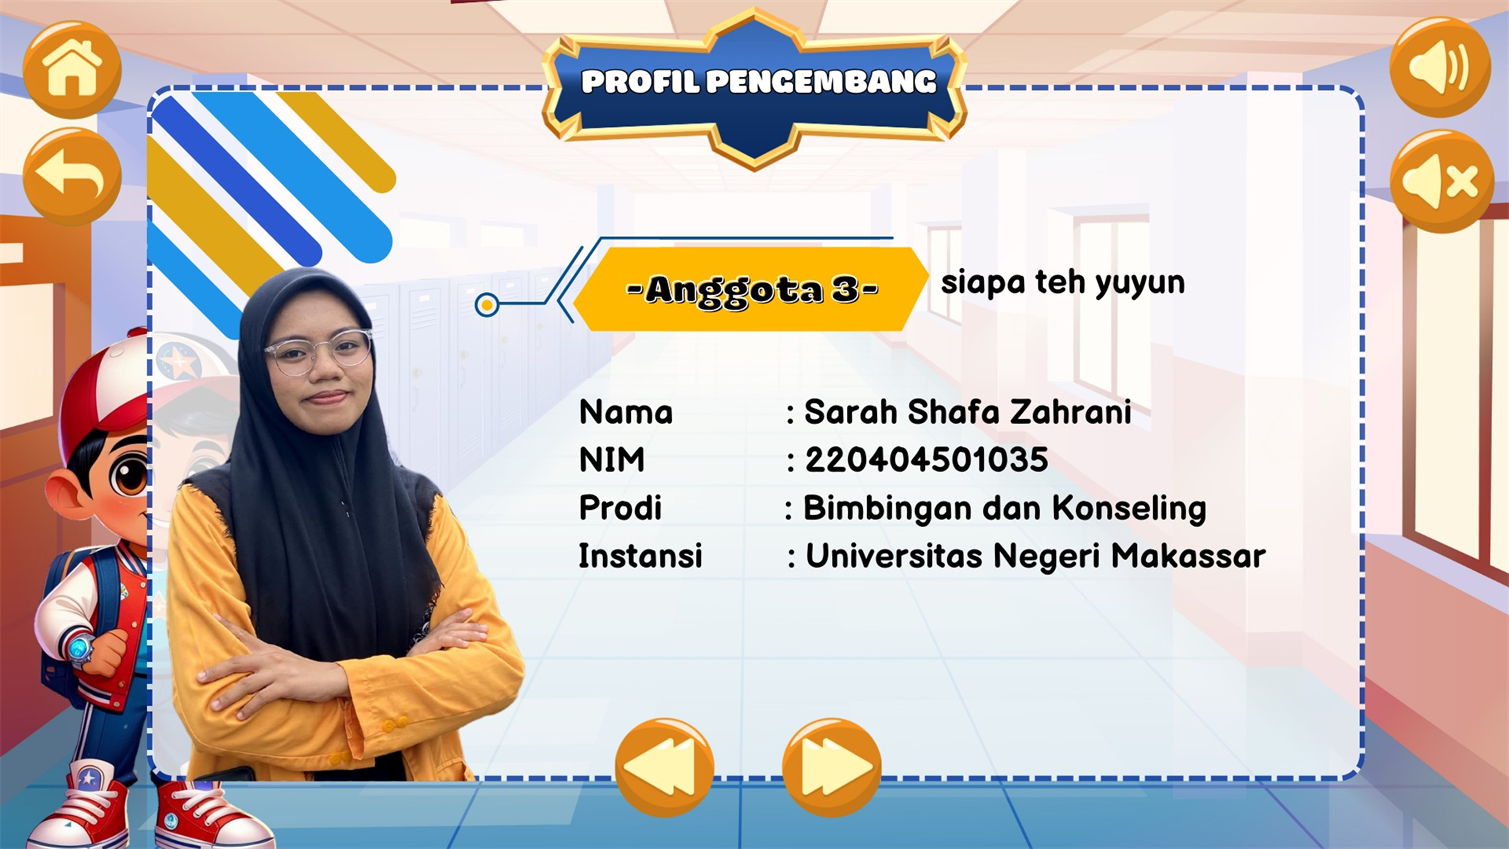 PROFIL PENGEMBANG
-Anggota 3-
siapa teh yuyun
Nama : Sarah Shafa Zahrani
NIM : 220404501035
Prodi : Bimbingan dan Konseling
Instansi : Universitas Negeri Makassar